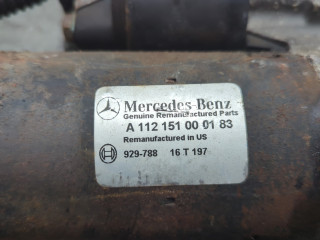 Mercedes-Benz
Genuine Remanufactured Parts
A 112 151 00 01 83
Remanufactured in US
929-788 16 T 197